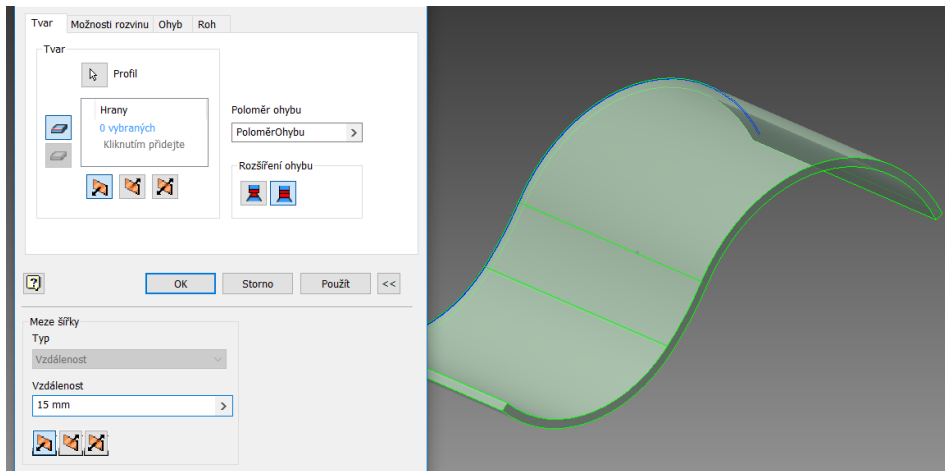 Tvar
Možnosti rozvinu
Ohyb
Roh
Tvar
Profil
Hrany
0 vybraných
Kliknutím přidejte
Poloměr ohybu
PoloměrOhybu
Rozšíření ohybu
OK
Storno
Použít
<<
Meze šířky
Typ
Vzdálenost
Vzdálenost
15 mm